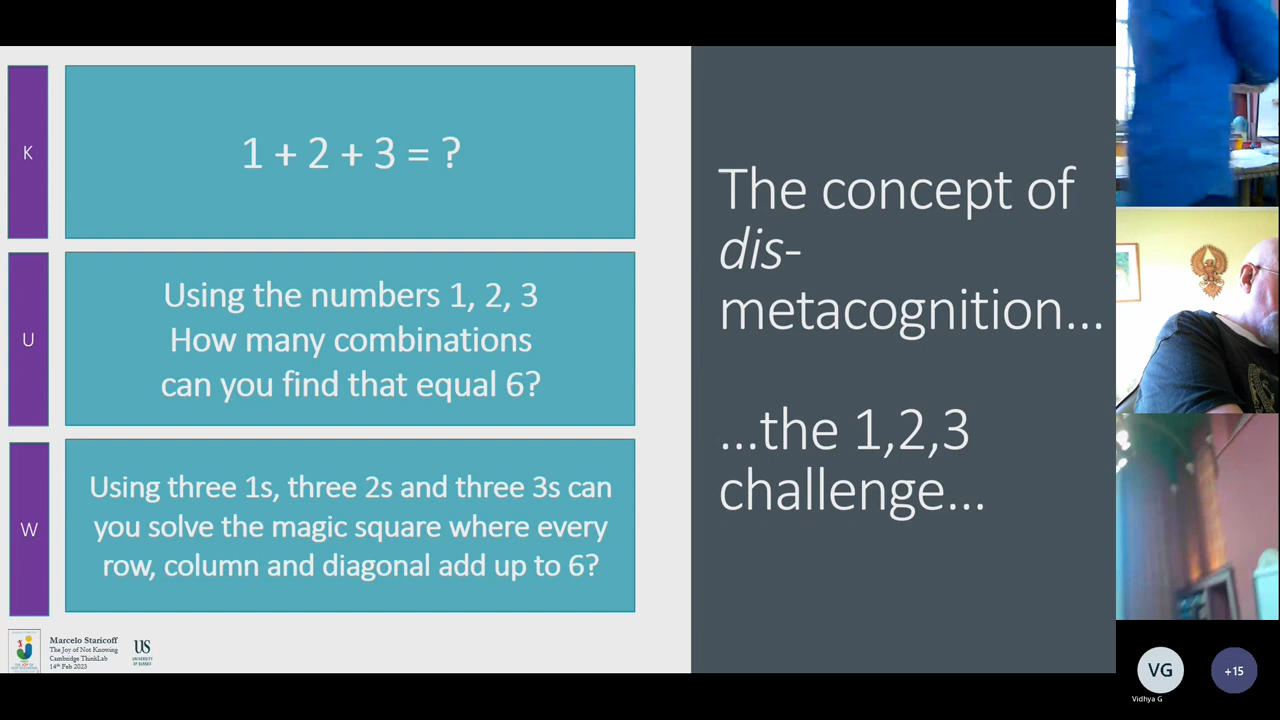 K
1 + 2 + 3 = ?
U
Using the numbers 1, 2, 3
How many combinations
can you find that equal 6?
W
Using three 1s, three 2s and three 3s can
you solve the magic square where every
row, column and diagonal add up to 6?
The concept of
dis-
metacognition...
...the 1,2,3
challenge...
Marcelo Staricoff
The Joy of Not Knowing
Cambridge ThinkLab
14th Feb 2023
US
UNIVERSITY
OF SUSSEX
VG
Vidhya G
+15